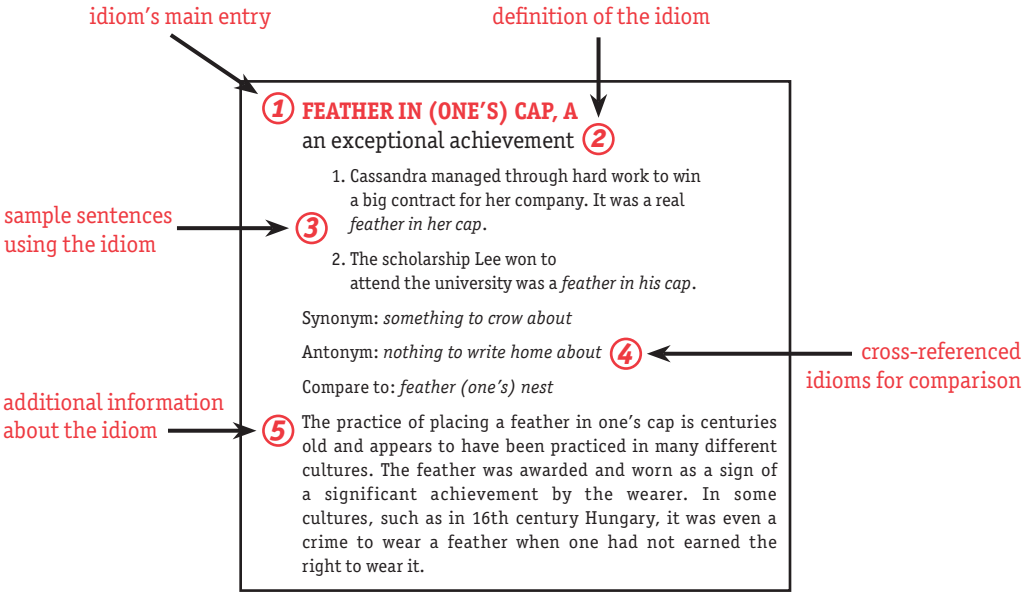 idiom's main entry
definition of the idiom
1 FEATHER IN (ONE'S) CAP, A
an exceptional achievement 2
1. Cassandra managed through hard work to win
a big contract for her company. It was a real
feather in her cap.
sample sentences
using the idiom
3
2. The scholarship Lee won to
attend the university was a feather in his cap.
Synonym: something to crow about
Antonym: nothing to write home about 4
cross-referenced
idioms for comparison
Compare to: feather (one's) nest
additional information
about the idiom
5 The practice of placing a feather in one's cap is centuries
old and appears to have been practiced in many different
cultures. The feather was awarded and worn as a sign of
a significant achievement by the wearer. In some
cultures, such as in 16th century Hungary, it was even a
crime to wear a feather when one had not earned the
right to wear it.